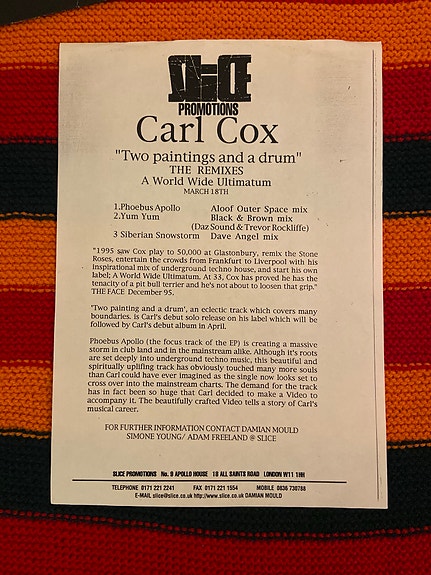 SLiCE
PROMOTIONS
Carl Cox
"Two paintings and a drum"
THE REMIXES
A World Wide Ultimatum
MARCH 18TH
1.Phoebus Apollo Aloof Outer Space mix
2.Yum Yum Black & Brown mix
(Daz Sound & Trevor Rockliffe)
3 Siberian Snowstorm Dave Angel mix
"1995 saw Cox play to 50,000 at Glastonbury, remix the Stone
Roses, entertain the crowds from Frankfurt to Liverpool with his
inspirational mix of underground techno house, and start his own
label; A World Wide Ultimatum. At 33, Cox has proved he has the
tenacity of a pit bull terrier and he's not about to loosen that grip."
THE FACE December 95.
'Two painting and a drum', an eclectic track which covers many
boundaries. is Carl's debut solo release on his label which will be
followed by Carl's debut album in April.
Phoebus Apollo (the focus track of the EP) is creating a massive
storm in club land and in the mainstream alike. Although it's roots
are set deeply into underground techno music, this beautiful and
spiritually uplifting track has obviously touched many more souls
than Carl could have ever imagined as the single now looks set to
cross over into the mainstream charts. The demand for the track
has in fact been so huge that Carl decided to make a Video to
accompany it. The beautifully crafted Video tells a story of Carl's
musical career.
FOR FURTHER INFORMATION CONTACT DAMIAN MOULD
SIMONE YOUNG/ ADAM FREELAND @ SLICE
SLICE PROMOTIONS No. 9 APOLLO HOUSE 18 ALL SAINTS ROAD LONDON W11 1HH
TELEPHONE 0171 221 2241 FAX 0171 221 1554 MOBILE 0836 730788
E-MAIL slice@slice.co.uk http://www.slice.co.uk DAMIAN MOULD